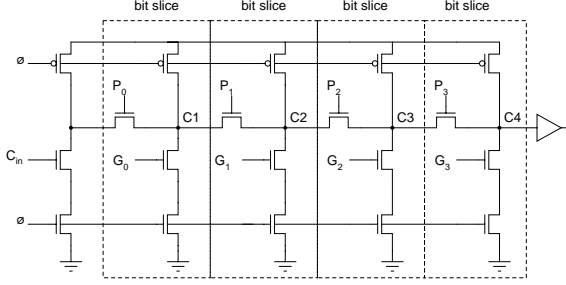 bit slice bit slice bit slice bit slice
ø
P0 P1 P2 P3
C1 C2 C3 C4
Cin G0 G1 G2 G3
ø